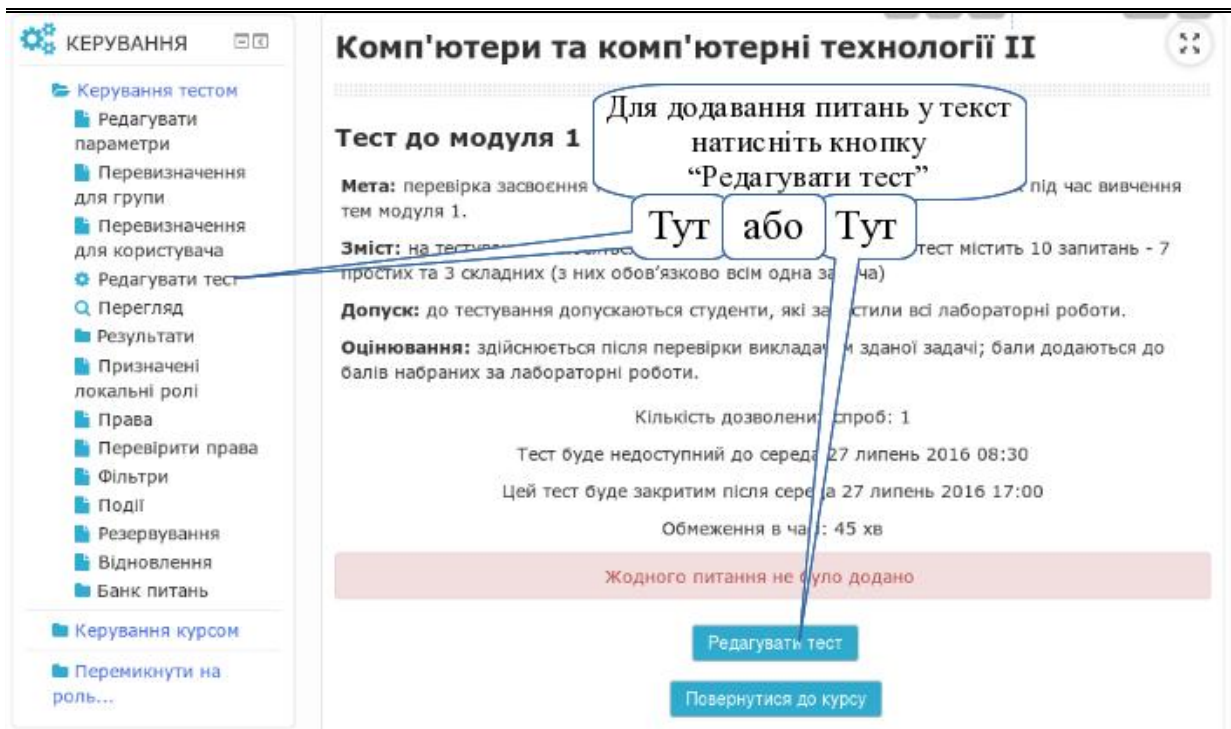 КЕРУВАННЯ
Керування тестом
Редагувати
параметри
Перевизначення
для групи
Перевизначення
для користувача
Редагувати тест
Перегляд
Результати
Призначені
локальні ролі
Права
Перевірити права
Фільтри
Події
Резервування
Відновлення
Банк питань
Керування курсом
Перемикнути на
роль...
Комп'ютери та комп'ютерні технології II
Для додавання питань у текст
натисніть кнопку
“Редагувати тест”
Тут або Тут
Тест до модуля 1
Мета: перевірка засвоєння під час вивчення
тем модуля 1.
Зміст: на тестування тест містить 10 запитань - 7
простих та 3 складних (з них обов’язково всім одна задача)
Допуск: до тестування допускаються студенти, які захистили всі лабораторні роботи.
Оцінювання: здійснюється після перевірки викладачем зданої задачі; бали додаються до
балів набраних за лабораторні роботи.
Кількість дозволених спроб: 1
Тест буде недоступний до середа 27 липень 2016 08:30
Цей тест буде закритим після середа 27 липень 2016 17:00
Обмеження в часі: 45 хв
Жодного питання не було додано
Редагувати тест
Повернутися до курсу